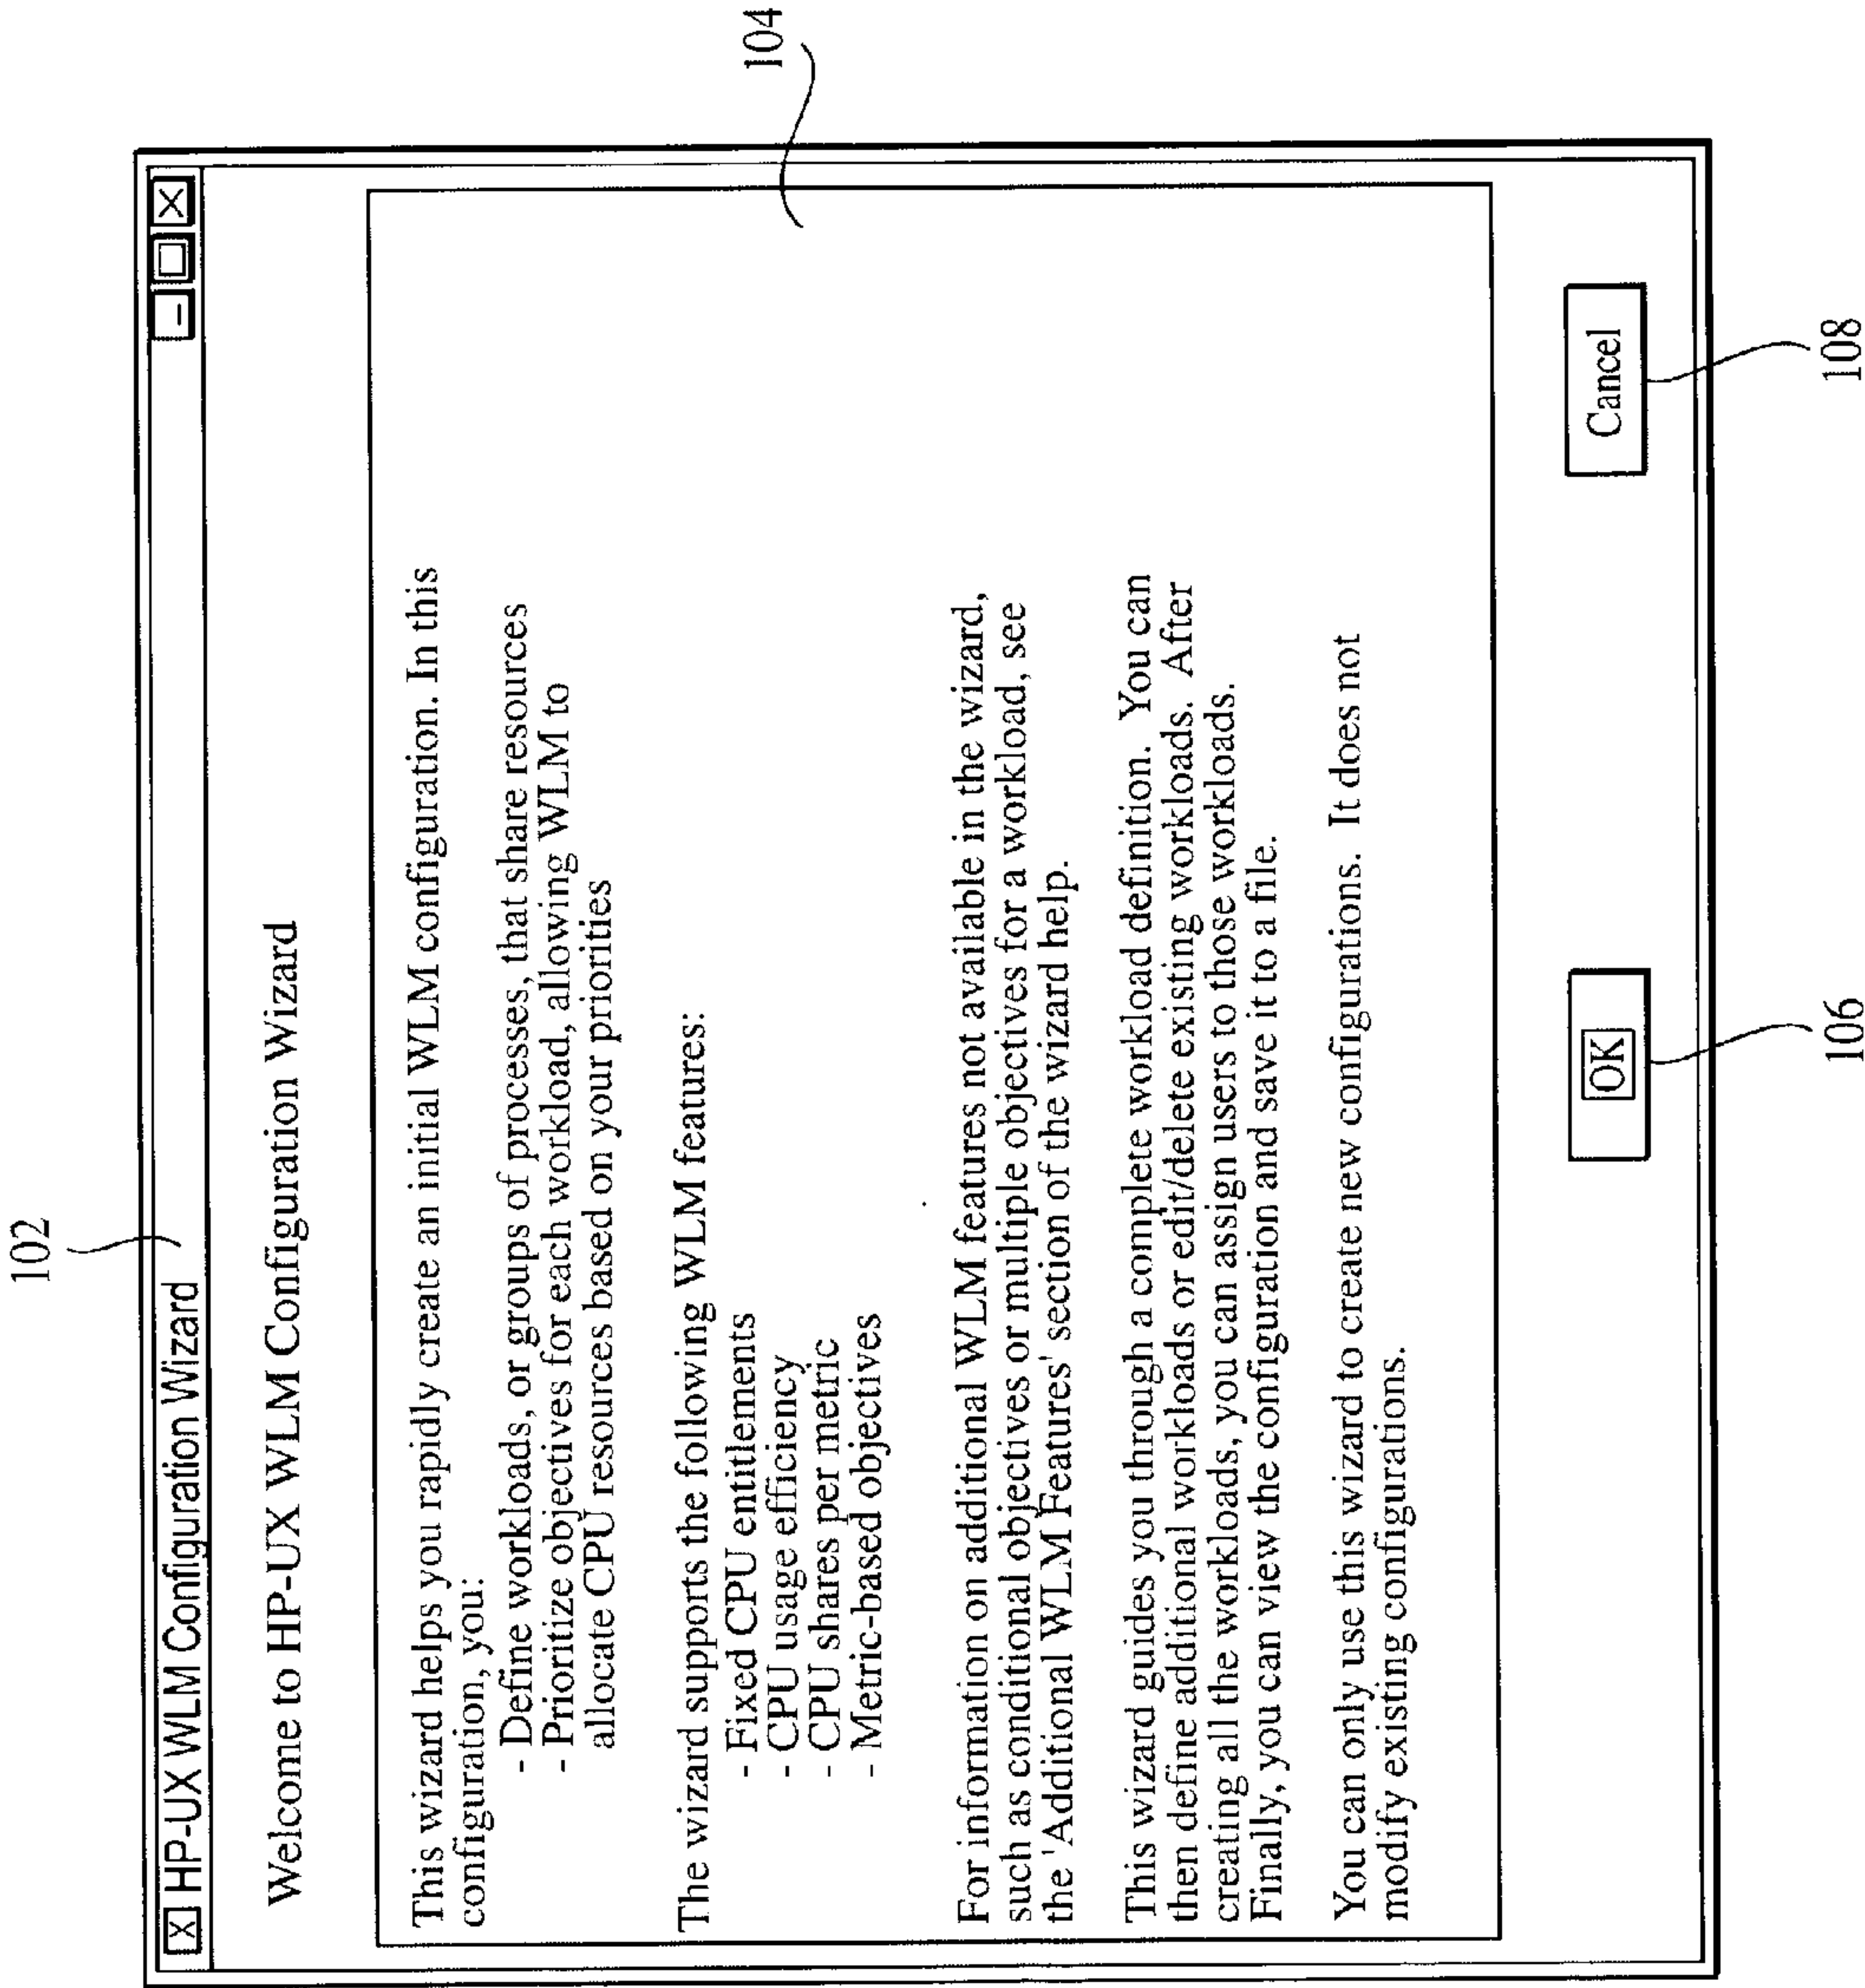 102
X HP-UX WLM Configuration Wizard
Welcome to HP-UX WLM Configuration Wizard
104
This wizard helps you rapidly create an initial WLM configuration. In this
configuration, you:
- Define workloads, or groups of processes, that share resources
- Prioritize objectives for each workload, allowing WLM to
allocate CPU resources based on your priorities
The wizard supports the following WLM features:
- Fixed CPU entitlements
- CPU usage efficiency
- CPU shares per metric
- Metric-based objectives
For information on additional WLM features not available in the wizard,
such as conditional objectives or multiple objectives for a workload, see
the 'Additional WLM Features' section of the wizard help.
This wizard guides you through a complete workload definition. You can
then define additional workloads or edit/delete existing workloads. After
creating all the workloads, you can assign users to those workloads.
Finally, you can view the configuration and save it to a file.
You can only use this wizard to create new configurations. It does not
modify existing configurations.
OK
Cancel
106
108